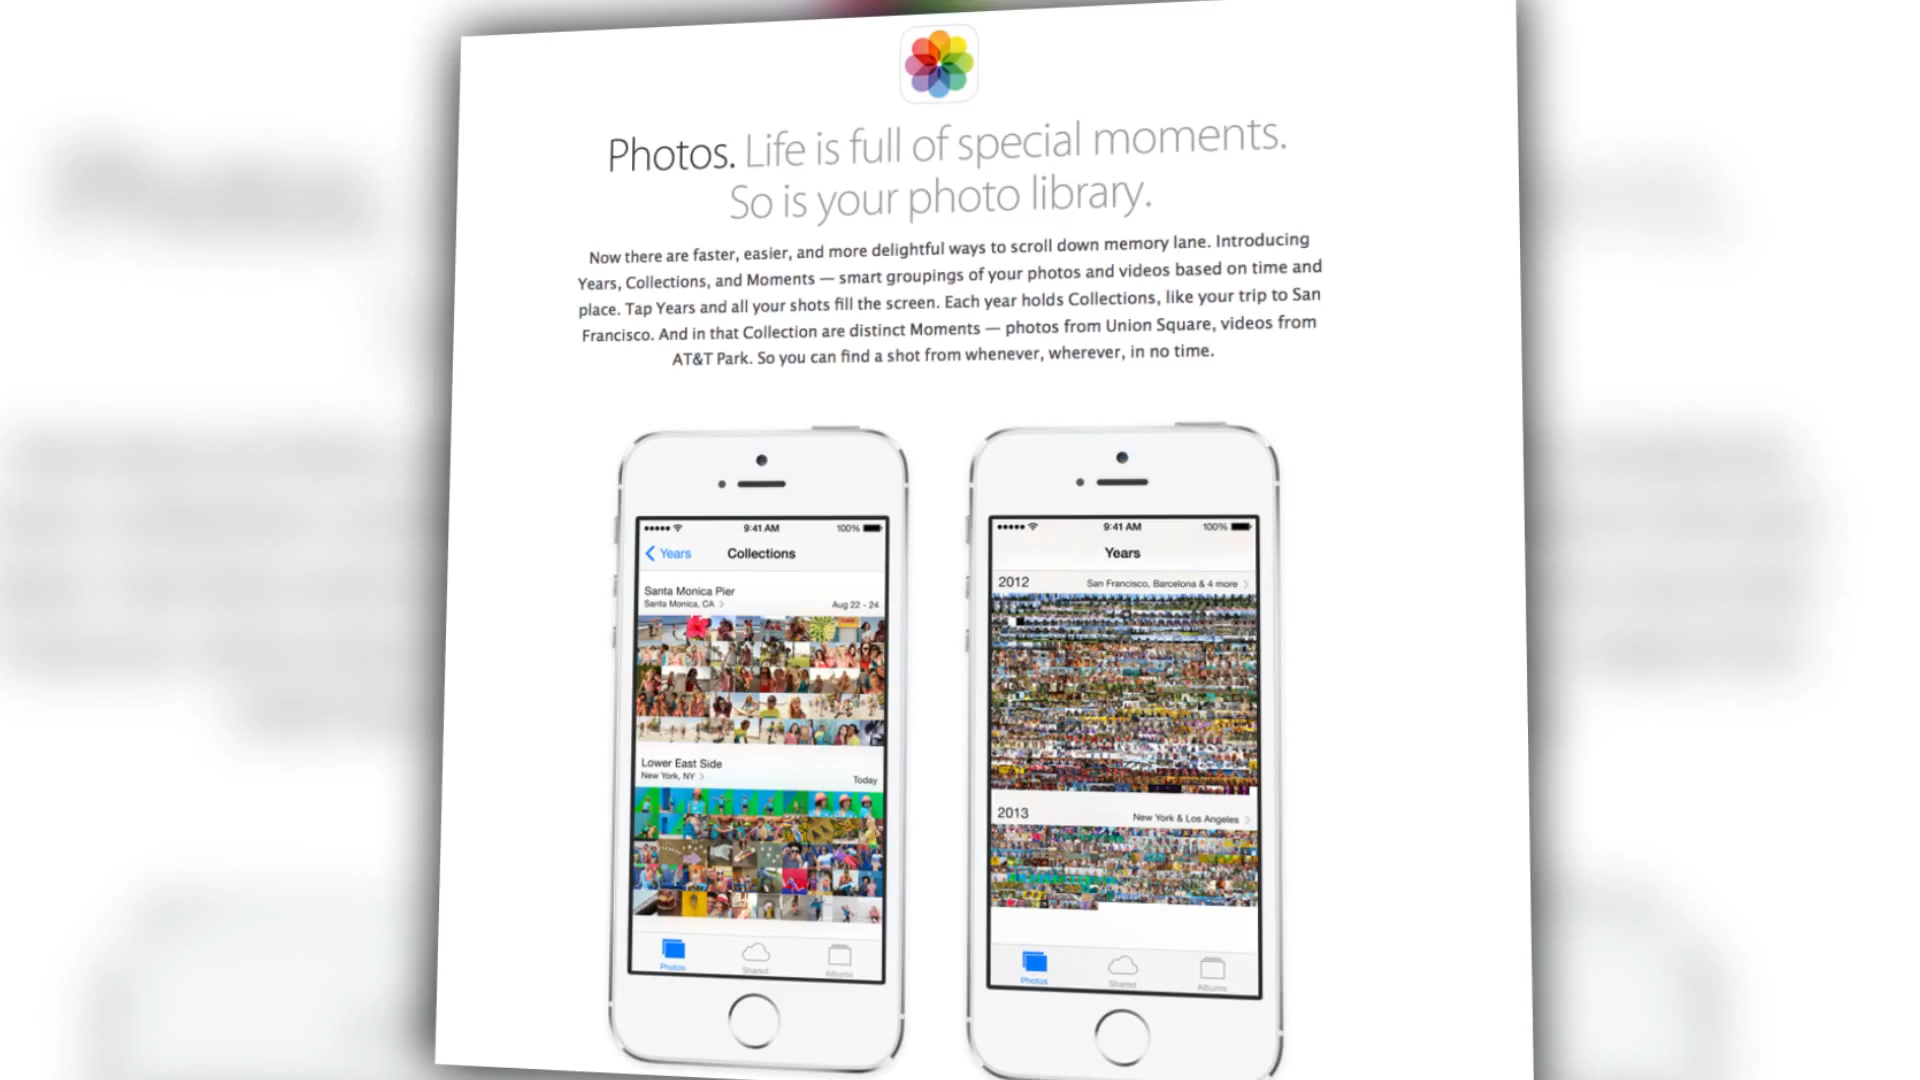 Photos. Life is full of special moments.
So is your photo library.
Now there are faster, easier, and more delightful ways to scroll down memory lane. Introducing
Years, Collections, and Moments — smart groupings of your photos and videos based on time and
place. Tap Years and all your shots fill the screen. Each year holds Collections, like your trip to San
Francisco. And in that Collection are distinct Moments — photos from Union Square, videos from
AT&T Park. So you can find a shot from whenever, wherever, in no time.
9:41 AM 100%
Years Collections
Santa Monica Pier
Santa Monica, CA Aug 22 - 24
Lower East Side
New York, NY Today
Photos Shared Albums
9:41 AM 100%
Years
2012 San Francisco, Barcelona & 4 more
2013 New York & Los Angeles
Photos Shared Albums